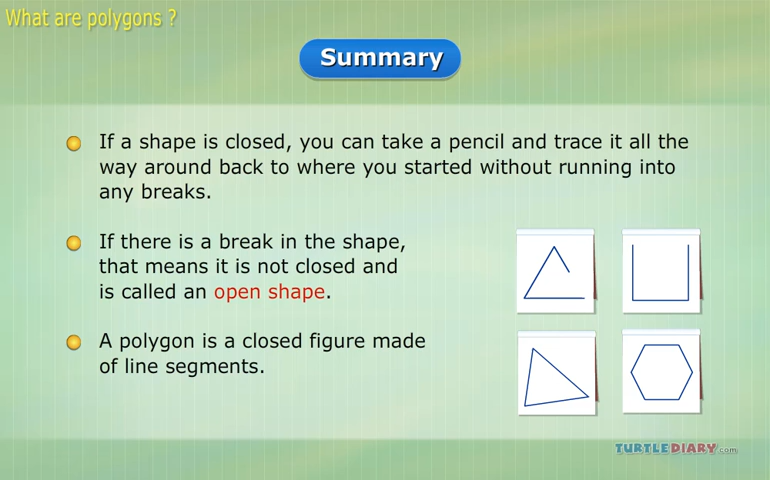 What are polygons ?
Summary
If a shape is closed, you can take a pencil and trace it all the
way around back to where you started without running into
any breaks.
If there is a break in the shape,
that means it is not closed and
is called an open shape.
A polygon is a closed figure made
of line segments.
TURTLEDIARY.com